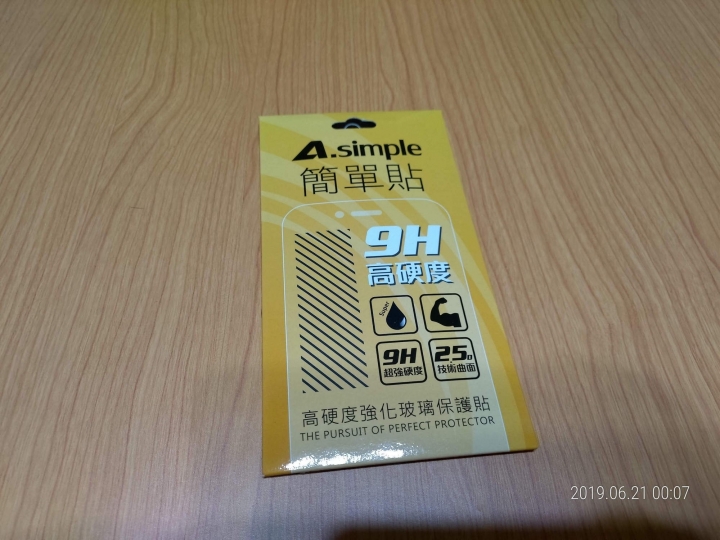 A.simple
簡單貼
9H
高硬度
Super
9H
超強硬度
2.5D
技術曲面
高硬度強化玻璃保護貼
THE PURSUIT OF PERFECT PROTECTOR
2019.06.21 00:07